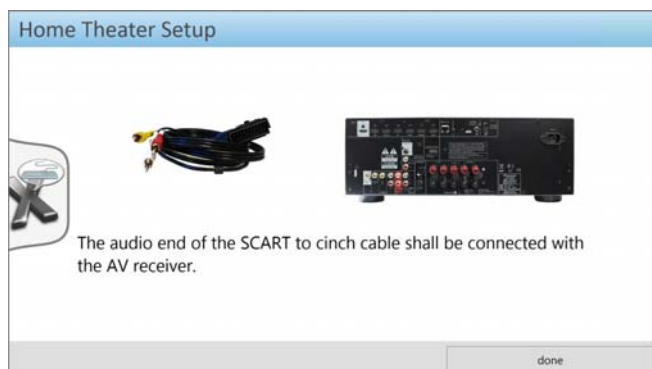 Home Theater Setup
The audio end of the SCART to cinch cable shall be connected with
the AV receiver.
done